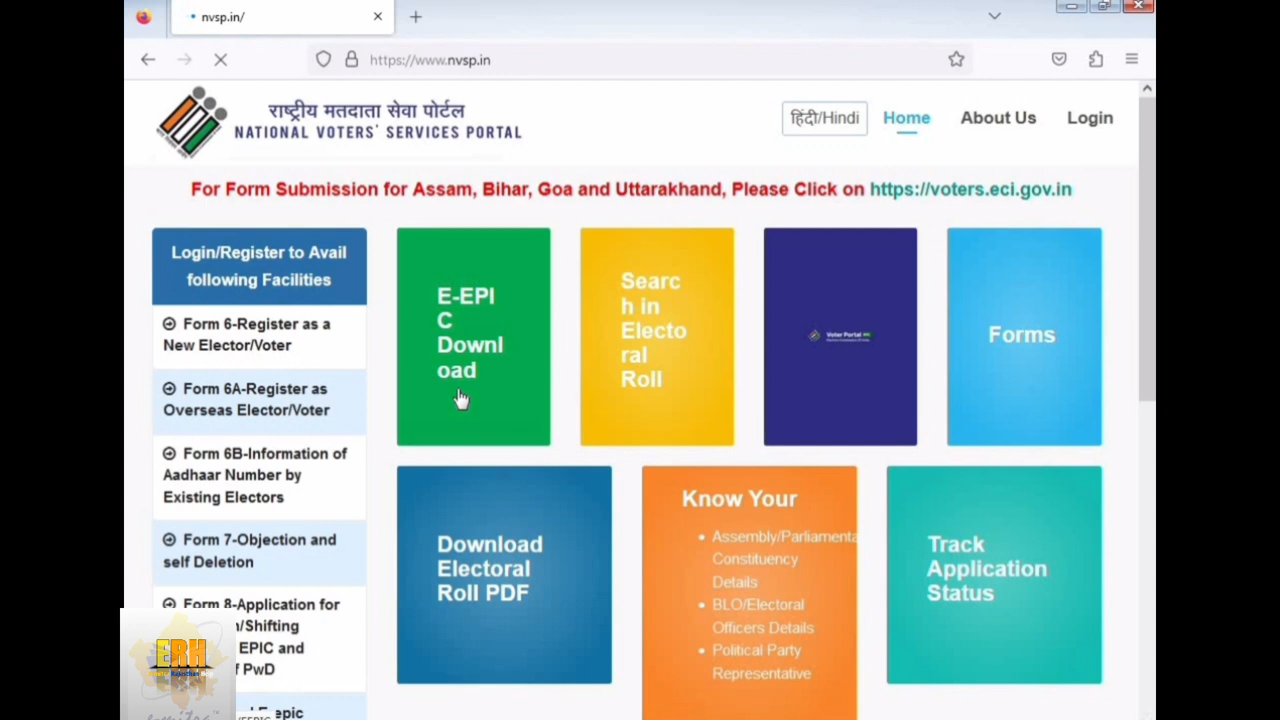 nvsp.in/
https://www.nvsp.in
राष्ट्रीय मतदाता सेवा पोर्टल
NATIONAL VOTERS' SERVICES PORTAL
हिंदी/Hindi
Home
About Us
Login
For Form Submission for Assam, Bihar, Goa and Uttarakhand, Please Click on https://voters.eci.gov.in
Login/Register to Avail
following Facilities
Form 6-Register as a
New Elector/Voter
Form 6A-Register as
Overseas Elector/Voter
Form 6B-Information of
Aadhaar Number by
Existing Electors
Form 7-Objection and
self Deletion
Form 8-Application for
/Shifting
EPIC and
PwD
epic
E-EPI
C
Downl
oad
Searc
h in
Electo
ral
Roll
Voter Portal
Forms
Download
Electoral
Roll PDF
Know Your
Assembly/Parliamenta
Constituency
Details
BLO/Electoral
Officers Details
Political Party
Representative
Track
Application
Status
ERH